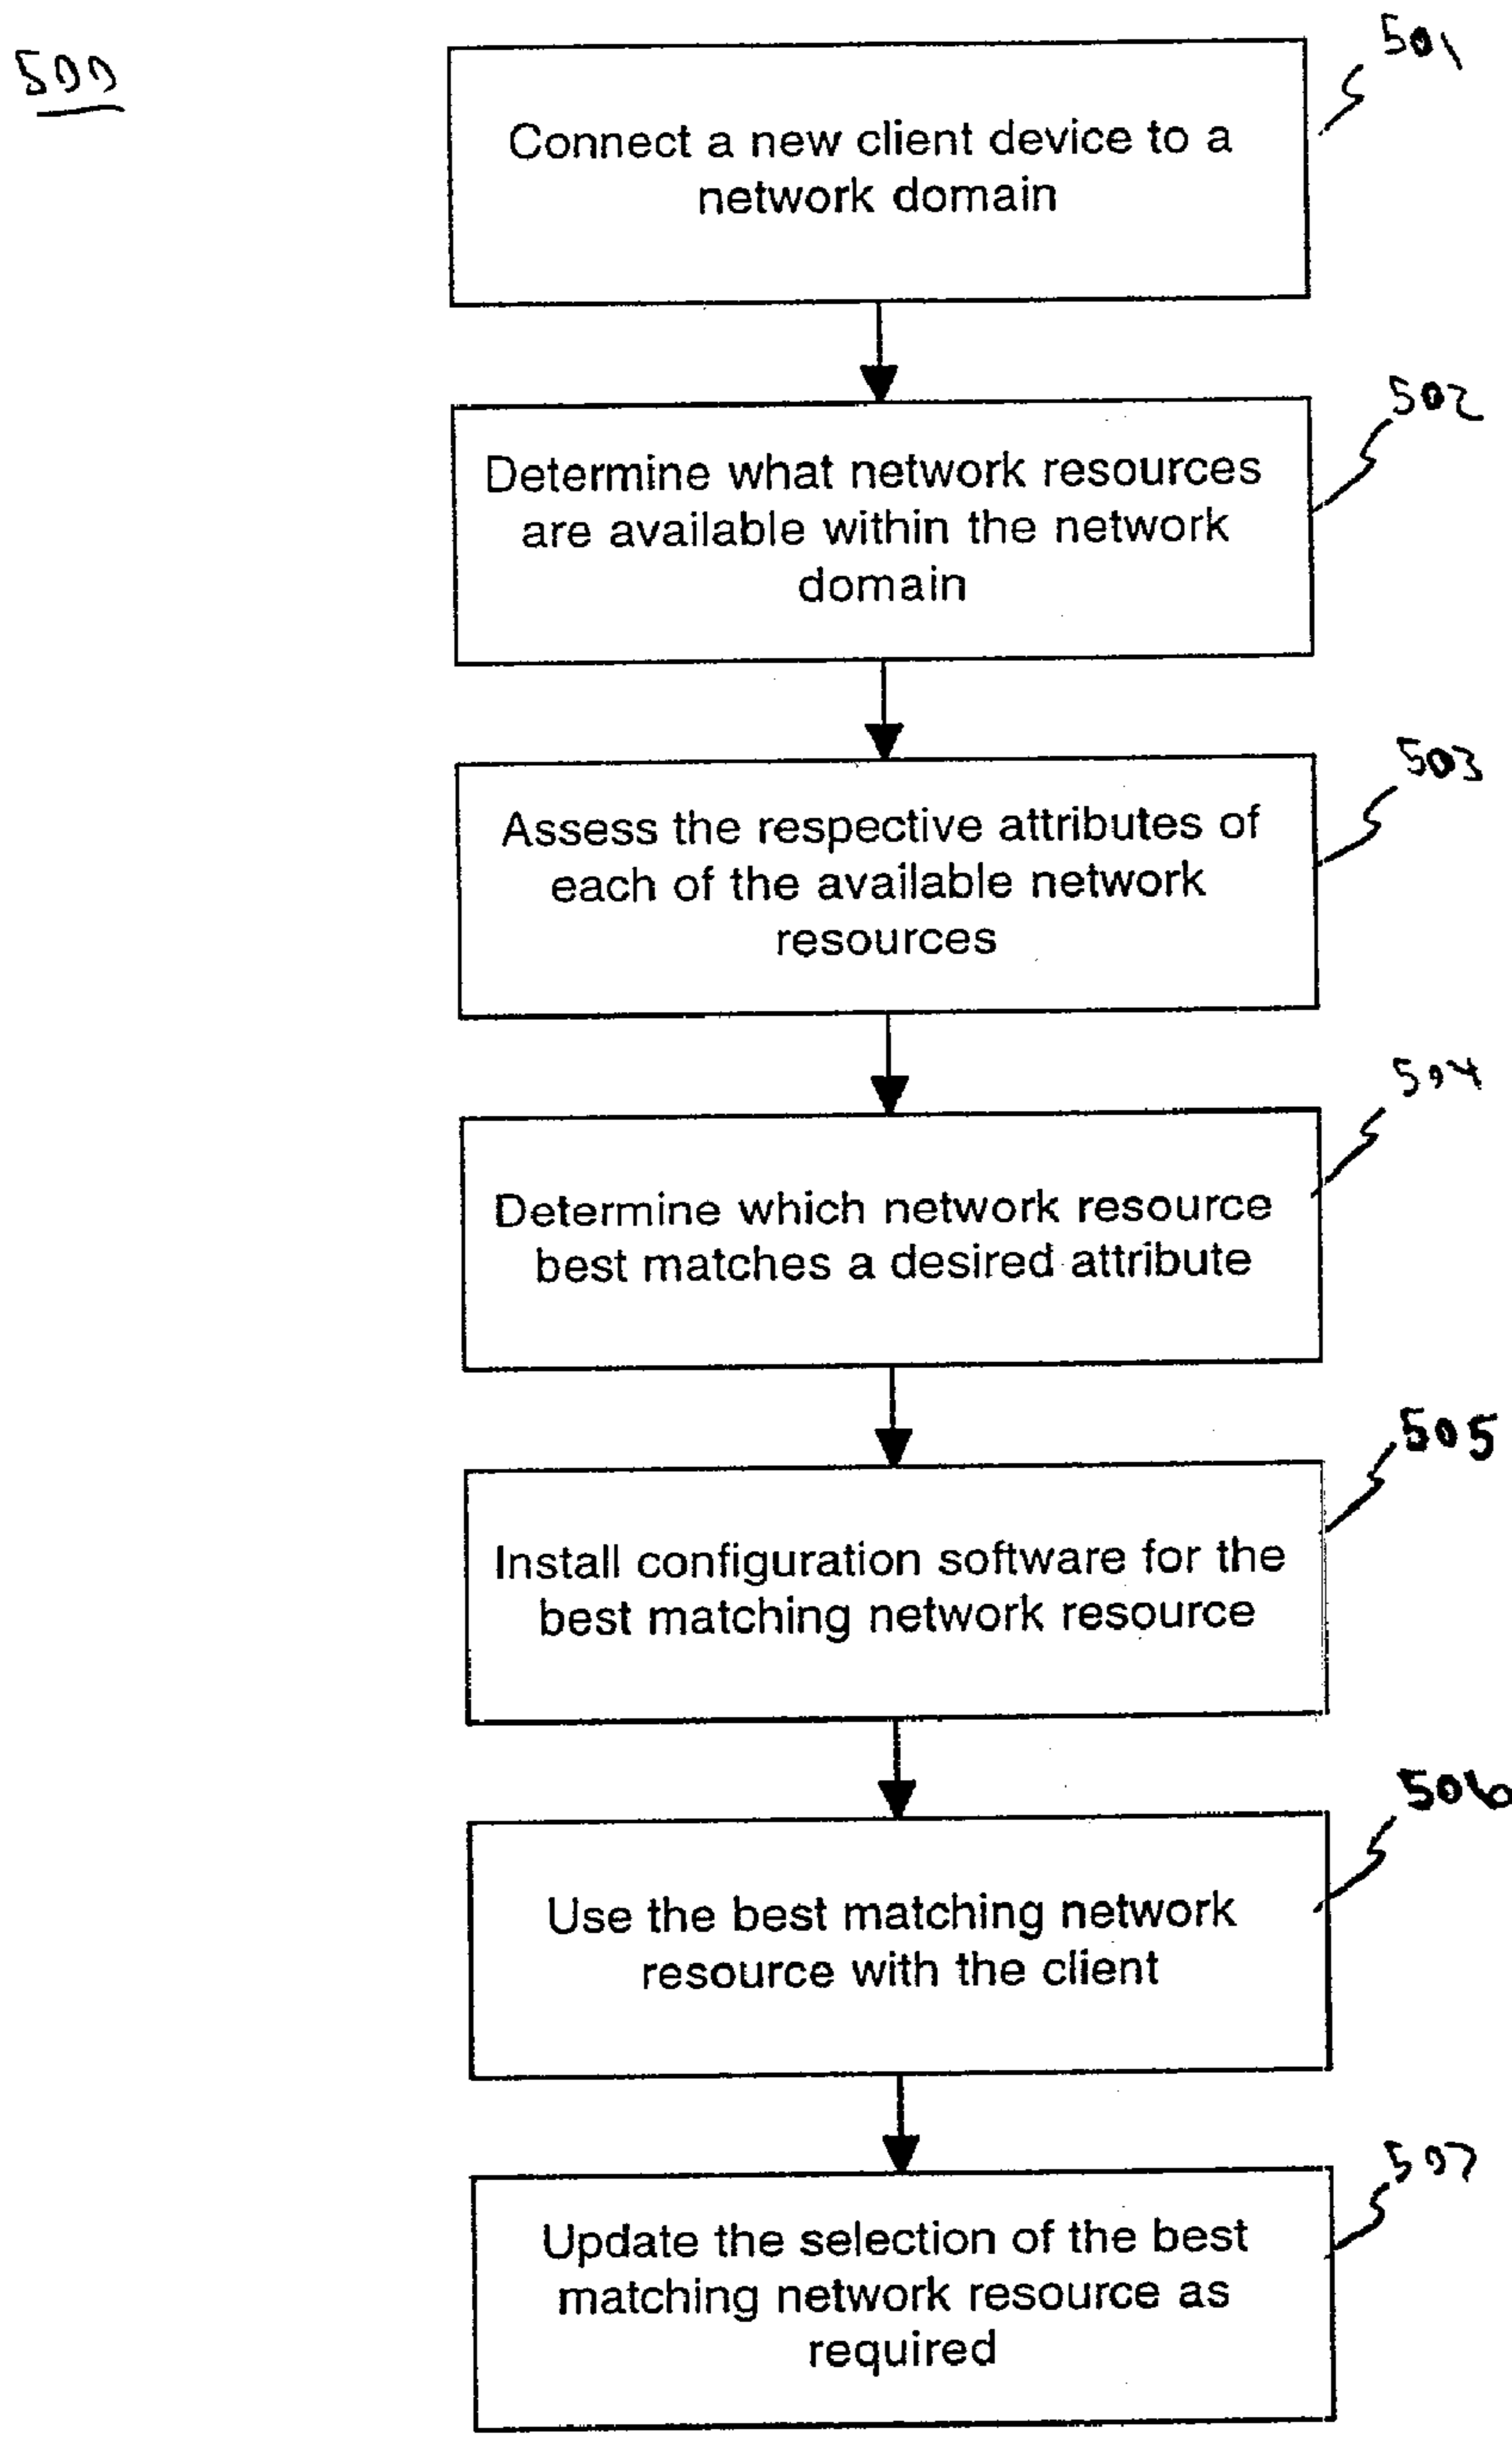 500
501
Connect a new client device to a
network domain
502
Determine what network resources
are available within the network
domain
503
Assess the respective attributes of
each of the available network
resources
504
Determine which network resource
best matches a desired attribute
505
Install configuration software for the
best matching network resource
506
Use the best matching network
resource with the client
507
Update the selection of the best
matching network resource as
required